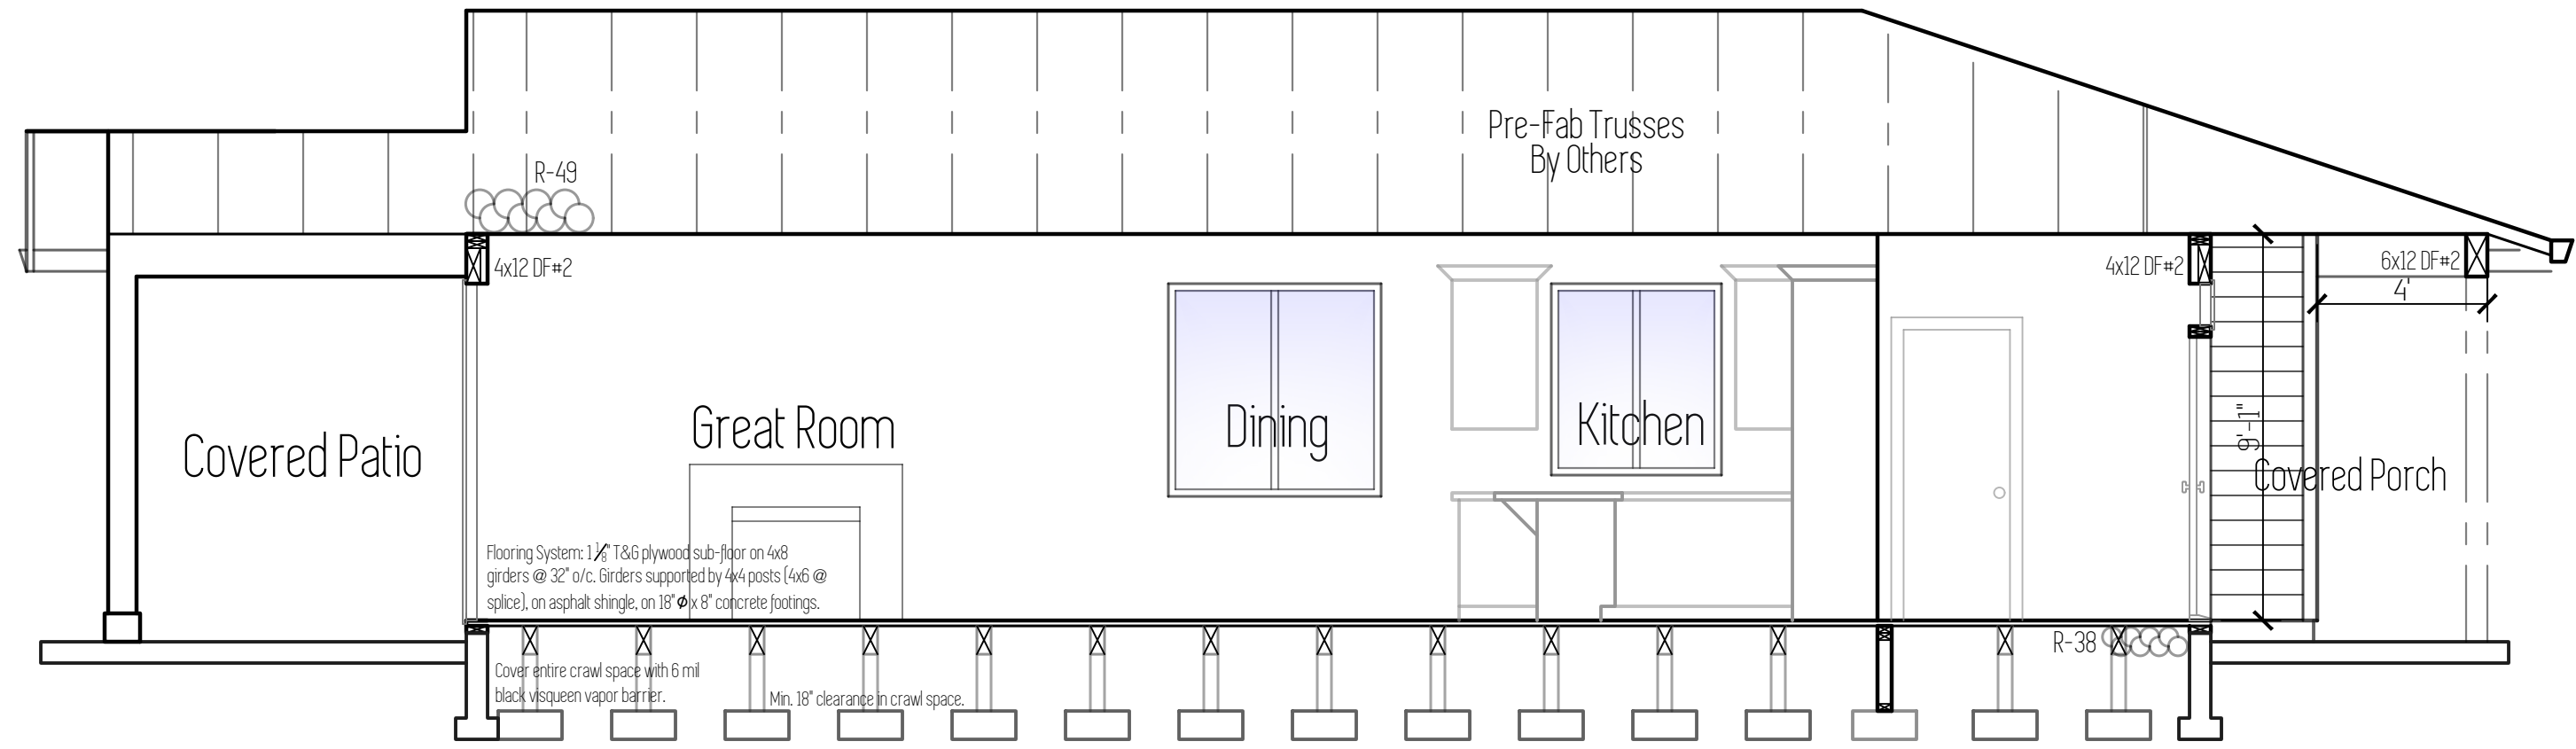 Pre-Fab Trusses
By Others
R-49
4x12 DF#2
4x12 DF#2
6x12 DF#2
4'
Great Room
Dining
Kitchen
Covered Patio
9'-1"
Covered Porch
Flooring System: 1 1/8" T&G plywood sub-floor on 4x8
girders @ 32" o/c. Girders supported by 4x4 posts (4x6 @
splice), on asphalt shingle, on 18" Ø x 8" concrete footings.
R-38
Cover entire crawl space with 6 mil
black visqueen vapor barrier.
Min. 18" clearance in crawl space.